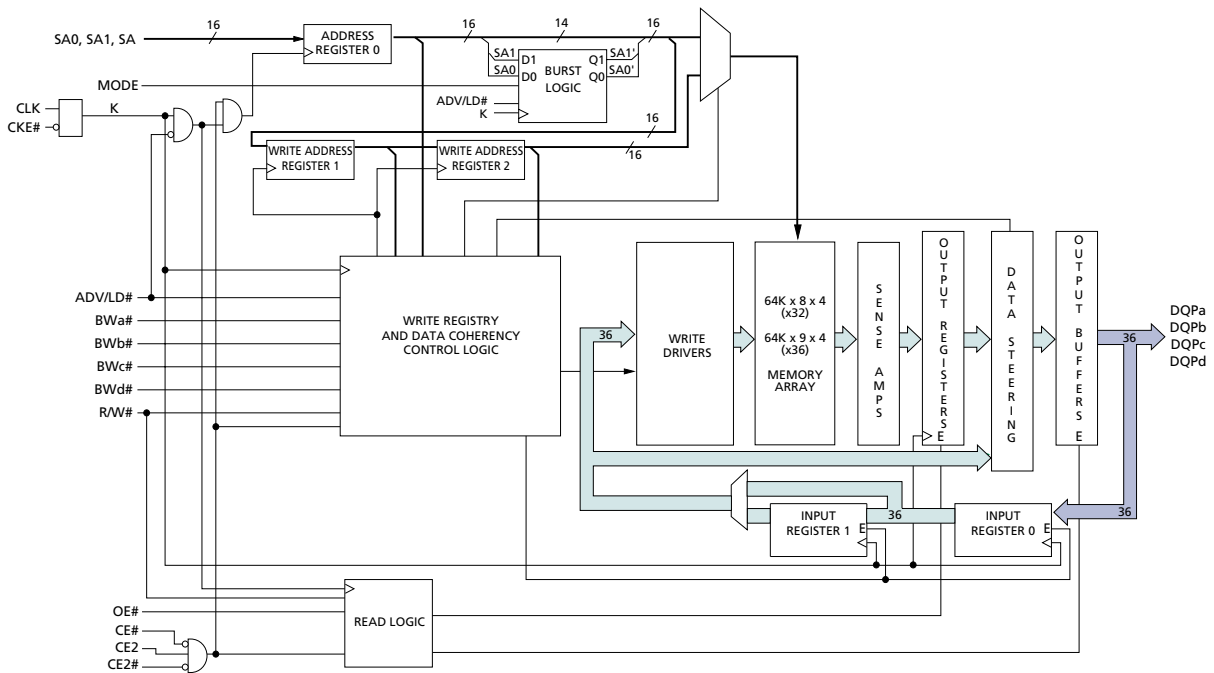 SA0, SA1, SA
16
ADDRESS
REGISTER 0
16
14
16
SA1
SA0
D1
D0
BURST
LOGIC
Q1
Q0
SA1'
SA0'
MODE
ADV/LD#
K
CLK
CKE#
K
16
16
WRITE ADDRESS
REGISTER 1
WRITE ADDRESS
REGISTER 2
ADV/LD#
BWa#
BWb#
BWc#
BWd#
R/W#
WRITE REGISTRY
AND DATA COHERENCY
CONTROL LOGIC
36
WRITE
DRIVERS
64K x 8 x 4
(x32)
64K x 9 x 4
(x36)
MEMORY
ARRAY
SENSE AMPS
OUTPUT REGISTERS
E
DATA STEERING
OUTPUT BUFFERS
E
36
DQPa
DQPb
DQPc
DQPd
36
36
INPUT
REGISTER 1
E
INPUT
REGISTER 0
E
OE#
CE#
CE2
CE2#
READ LOGIC